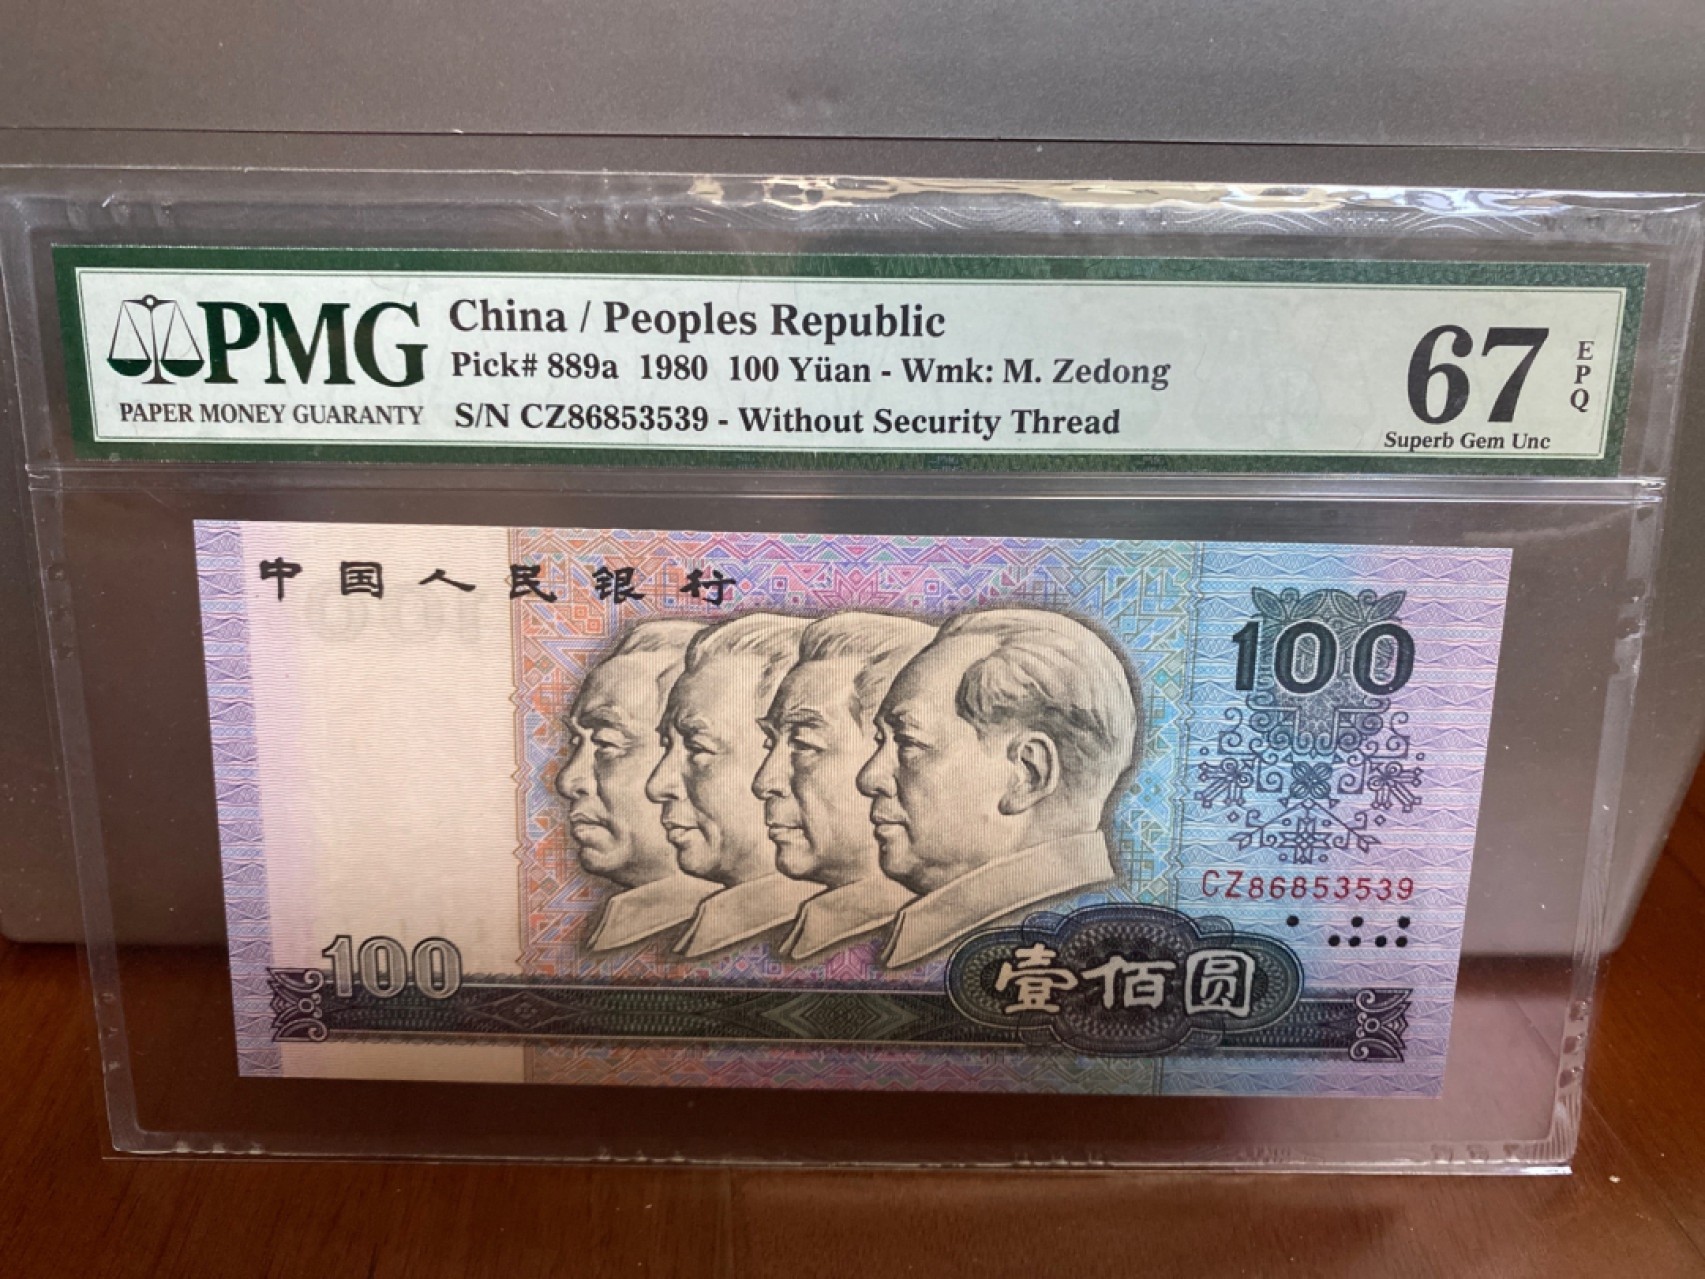 PMG
PAPER MONEY GUARANTY
China / Peoples Republic
Pick# 889a 1980 100 Yüan - Wmk: M. Zedong
S/N CZ86853539 - Without Security Thread
67
EPQ
Superb Gem Unc
中国人民银行
100
CZ86853539
100
壹佰圆